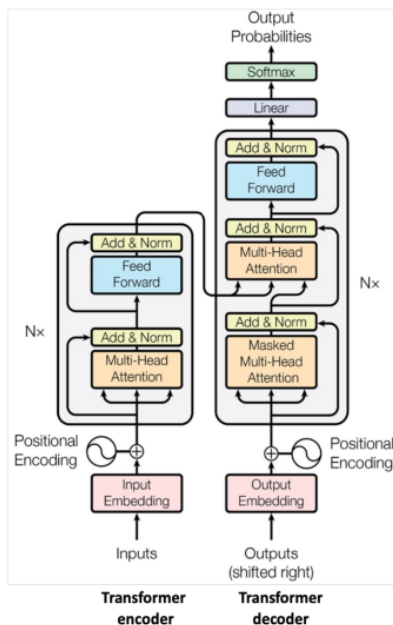 Output
Probabilities
Softmax
Linear
Add & Norm
Feed
Forward
Add & Norm
Multi-Head
Attention
Add & Norm
Masked
Multi-Head
Attention
Nx
Add & Norm
Feed
Forward
Add & Norm
Multi-Head
Attention
Nx
Positional
Encoding
Positional
Encoding
Input
Embedding
Output
Embedding
Inputs
Outputs
(shifted right)
Transformer
encoder
Transformer
decoder